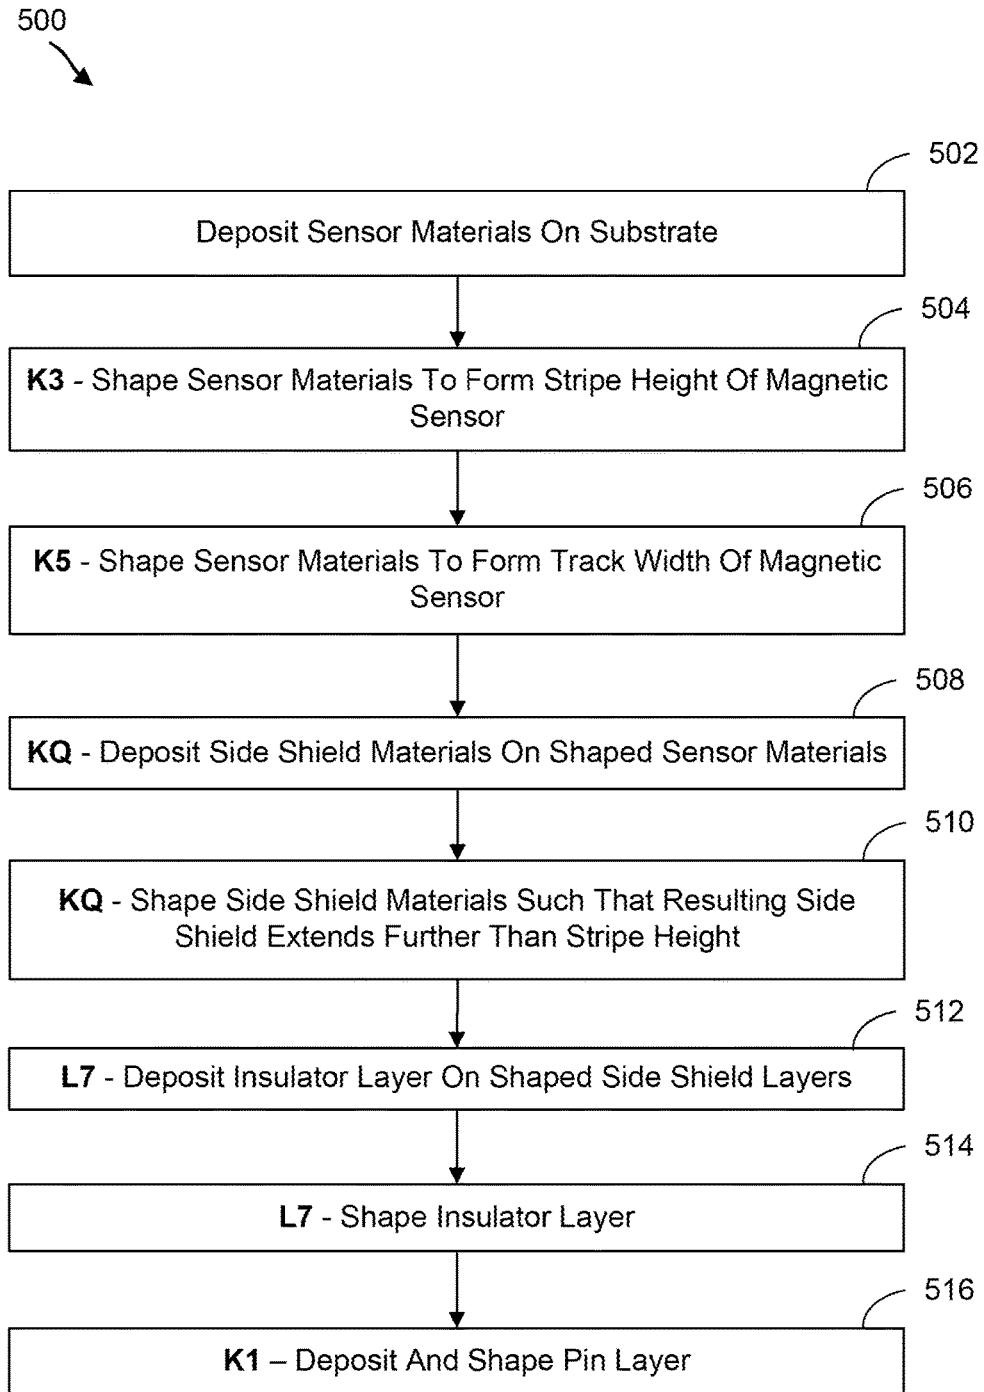 500
502
Deposit Sensor Materials On Substrate
504
K3 - Shape Sensor Materials To Form Stripe Height Of Magnetic
Sensor
506
K5 - Shape Sensor Materials To Form Track Width Of Magnetic
Sensor
508
KQ - Deposit Side Shield Materials On Shaped Sensor Materials
510
KQ - Shape Side Shield Materials Such That Resulting Side
Shield Extends Further Than Stripe Height
512
L7 - Deposit Insulator Layer On Shaped Side Shield Layers
514
L7 - Shape Insulator Layer
516
K1 – Deposit And Shape Pin Layer